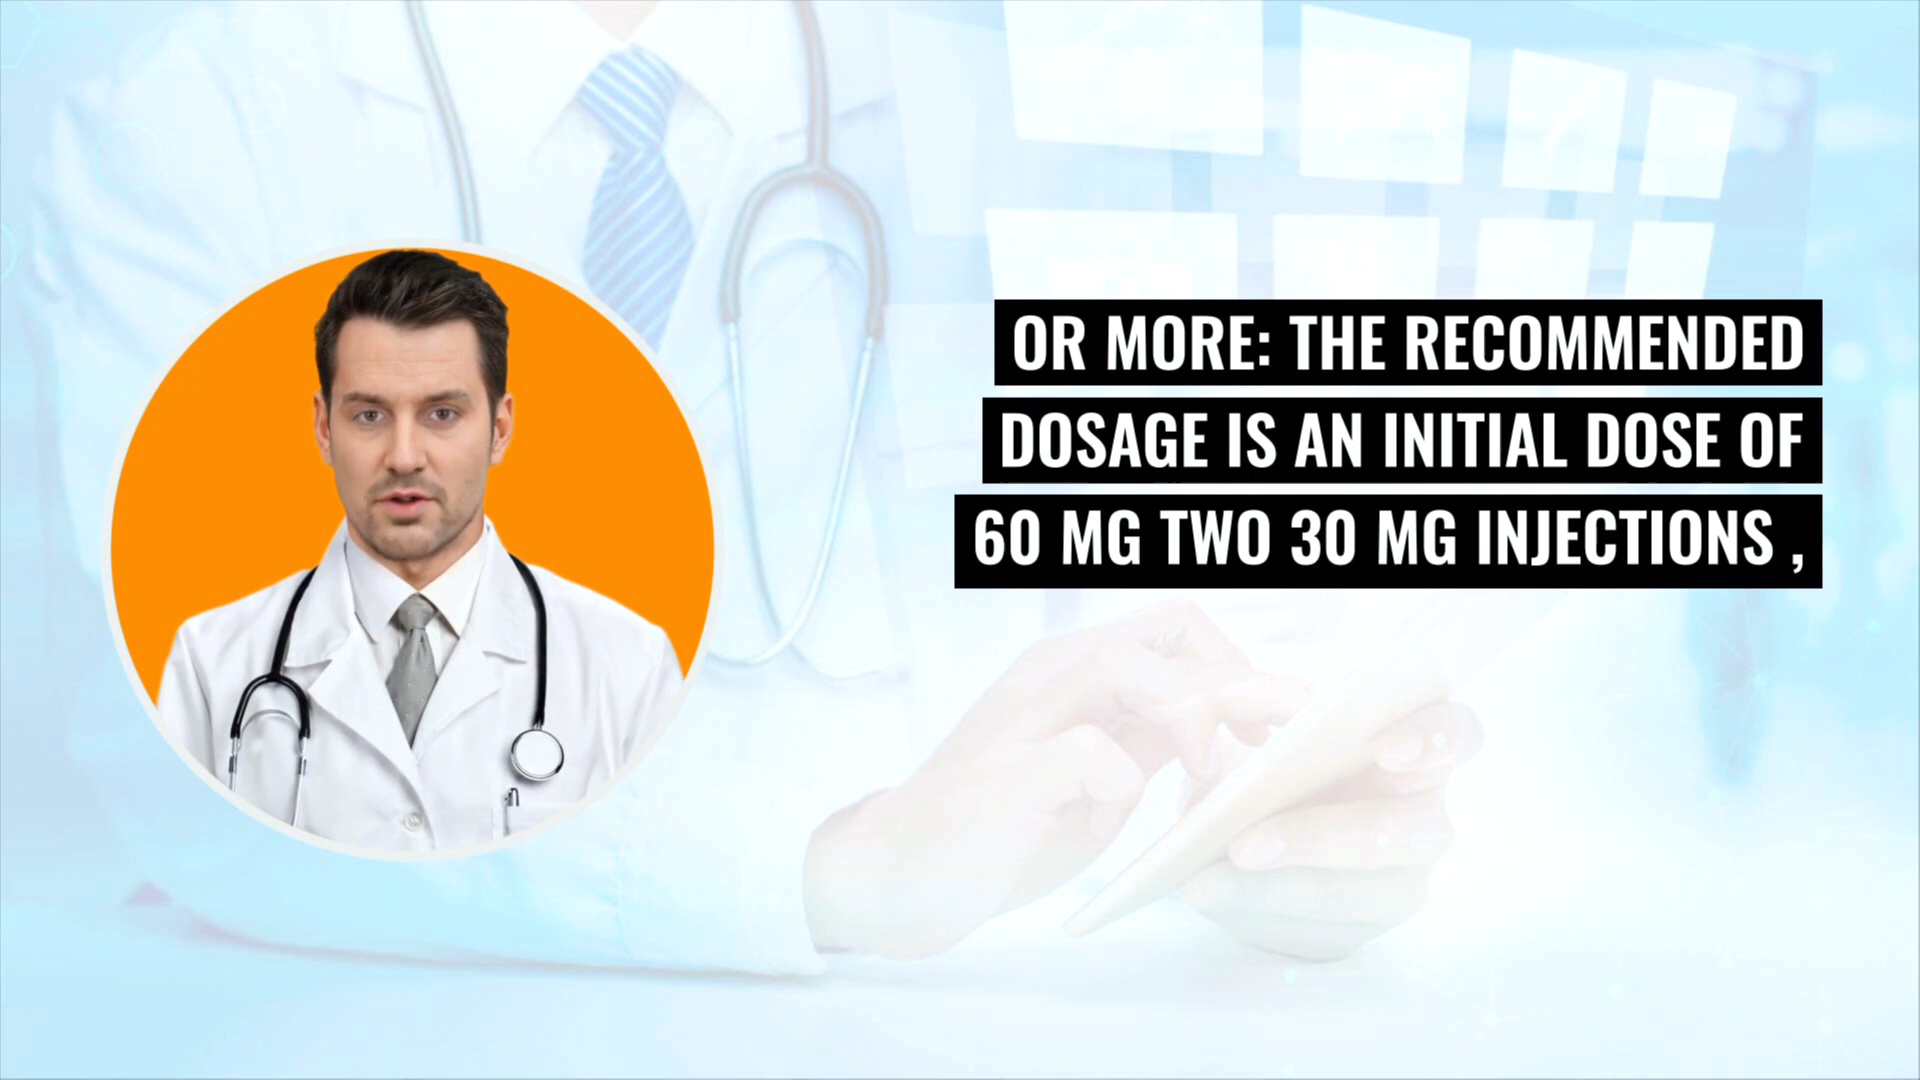 OR MORE: THE RECOMMENDED
DOSAGE IS AN INITIAL DOSE OF
60 MG TWO 30 MG INJECTIONS ,